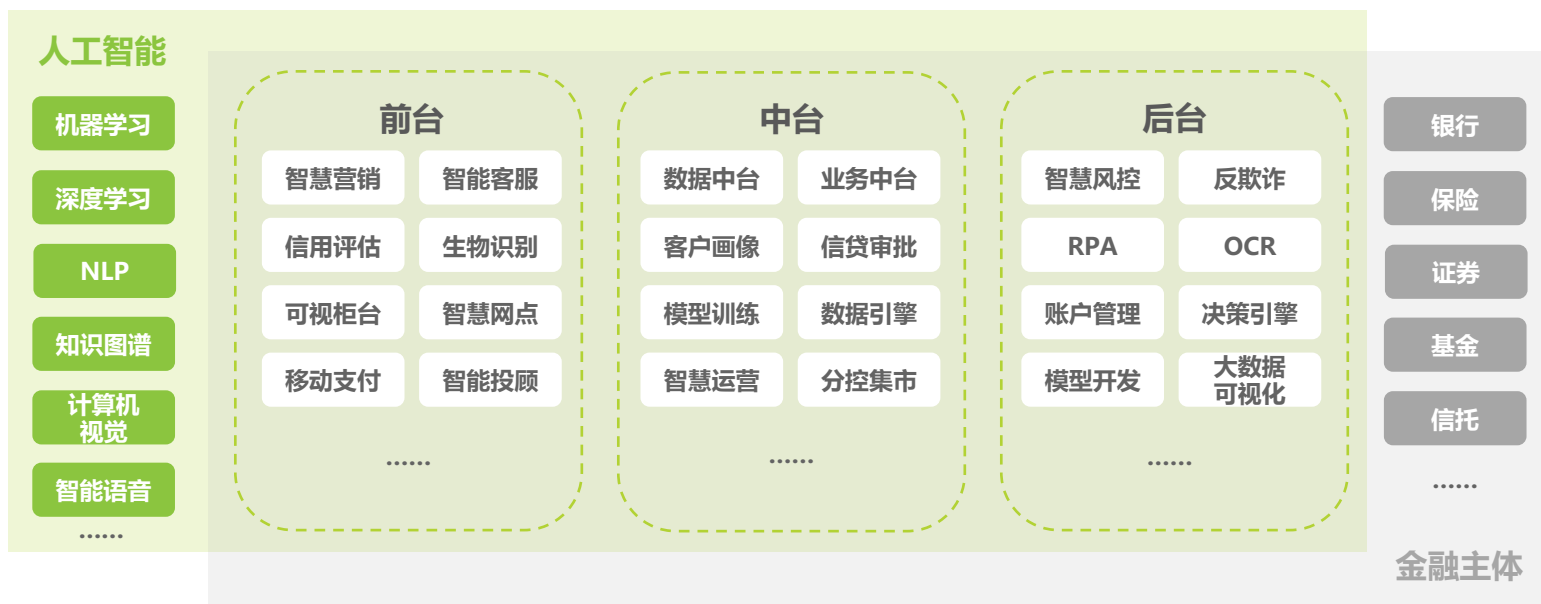 人工智能
机器学习
深度学习
NLP
知识图谱
计算机
视觉
智能语音
......
前台
智慧营销
智能客服
信用评估
生物识别
可视柜台
智慧网点
移动支付
智能投顾
......
中台
数据中台
业务中台
客户画像
信贷审批
模型训练
数据引擎
智慧运营
分控集市
......
后台
智慧风控
反欺诈
RPA
OCR
账户管理
决策引擎
模型开发
大数据
可视化
......
银行
保险
证券
基金
信托
......
金融主体